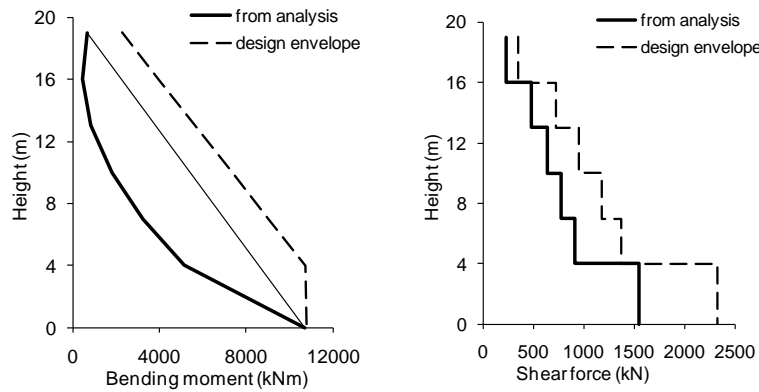 from analysis
design envelope
20
16
12
8
4
0
Height (m)
0
4000
8000
12000
Bending moment (kNm)
from analysis
design envelope
20
16
12
8
4
0
Height (m)
0
500
1000
1500
2000
2500
Shear force (kN)